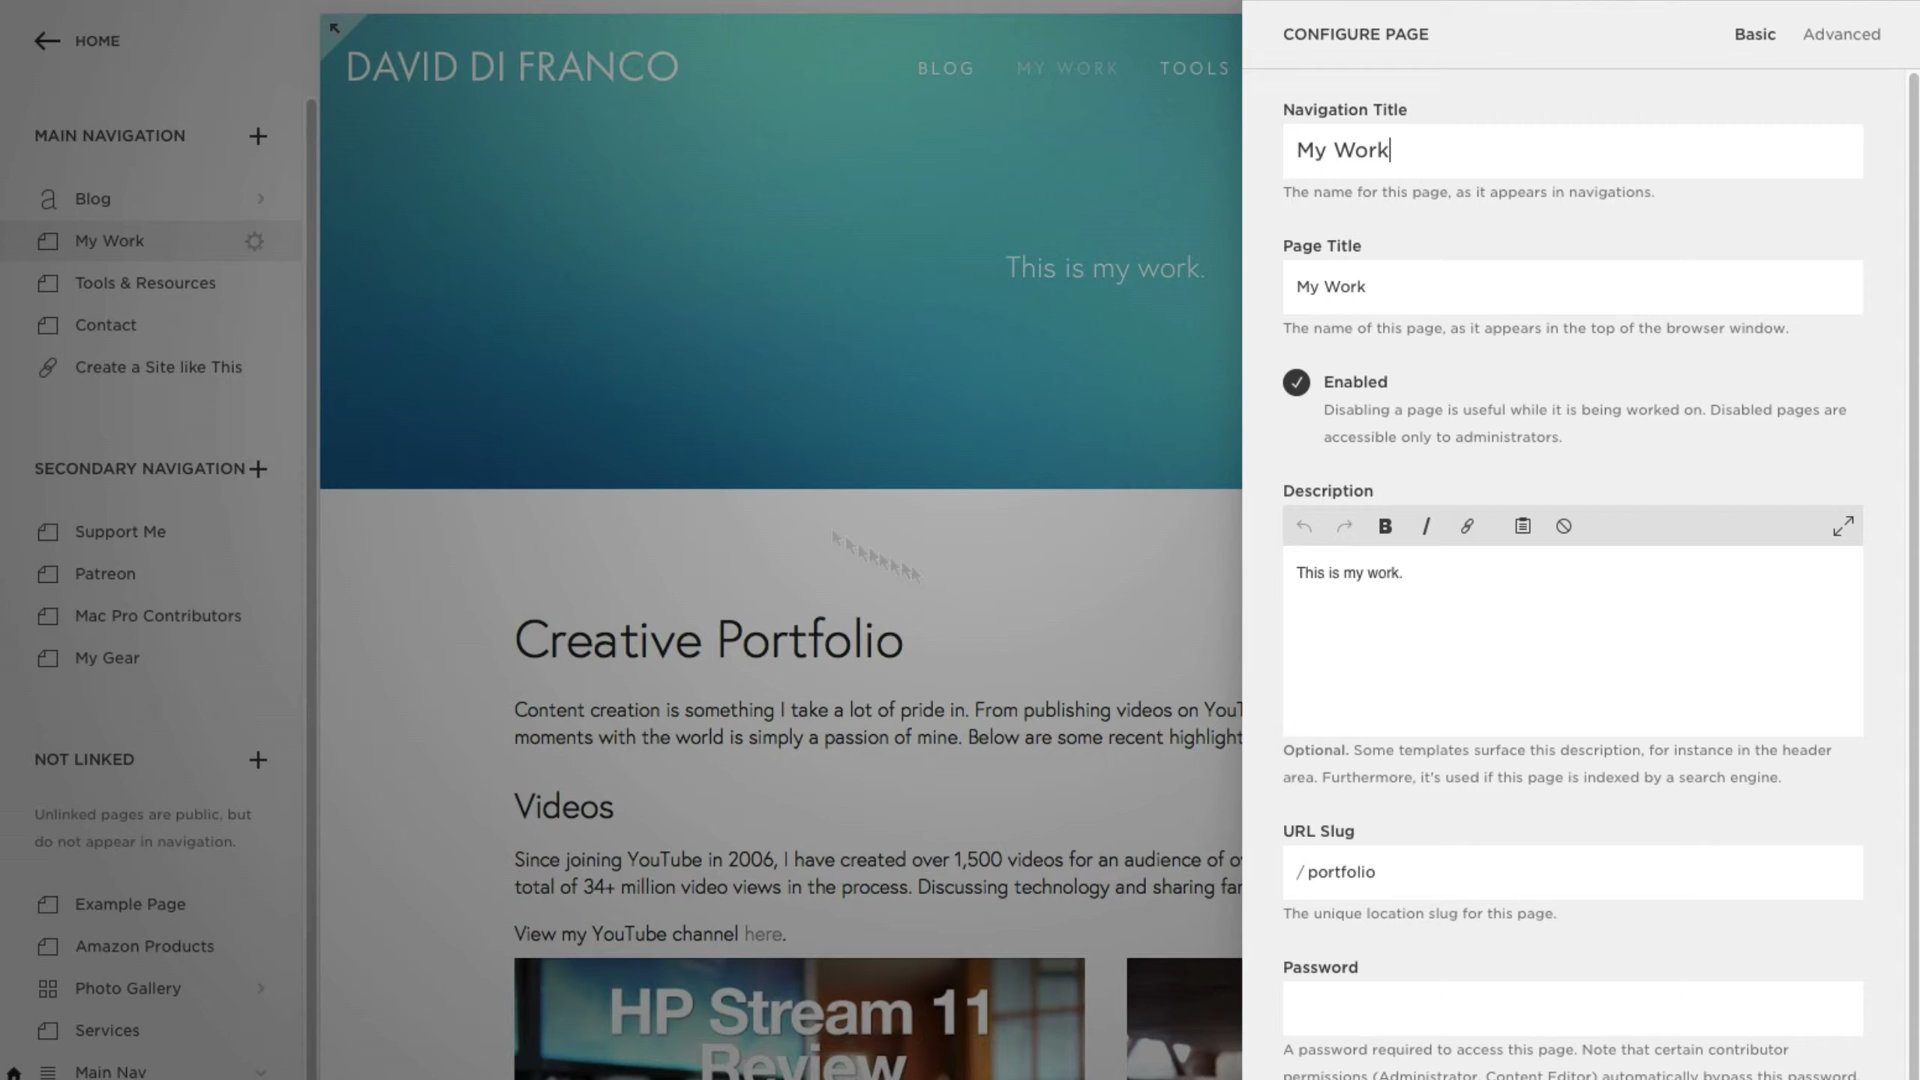 HOME
MAIN NAVIGATION
Blog
My Work
Tools & Resources
Contact
Create a Site like This
SECONDARY NAVIGATION
Support Me
Patreon
Mac Pro Contributors
My Gear
NOT LINKED
Unlinked pages are public, but
do not appear in navigation.
Example Page
Amazon Products
Photo Gallery
Services
Main Nav
DAVID DI FRANCO
BLOG MY WORK TOOLS
This is my work.
Creative Portfolio
Content creation is something I take a lot of pride in. From publishing videos on
moments with the world is simply a passion of mine. Below are some recent
Videos
Since joining YouTube in 2006, I have created over 1,500 videos for an audience of
total of 34+ million video views in the process. Discussing technology and sharing
View my YouTube channel here.
HP Stream 11
Review
CONFIGURE PAGE
Basic Advanced
Navigation Title
My Work
The name for this page, as it appears in navigations.
Page Title
My Work
The name of this page, as it appears in the top of the browser window.
Enabled
Disabling a page is useful while it is being worked on. Disabled pages are
accessible only to administrators.
Description
B I
This is my work.
Optional. Some templates surface this description, for instance in the header
area. Furthermore, it's used if this page is indexed by a search engine.
URL Slug
/ portfolio
The unique location slug for this page.
Password
A password required to access this page. Note that certain contributor
permissions (Administrator, Content Editor) automatically bypass this password.